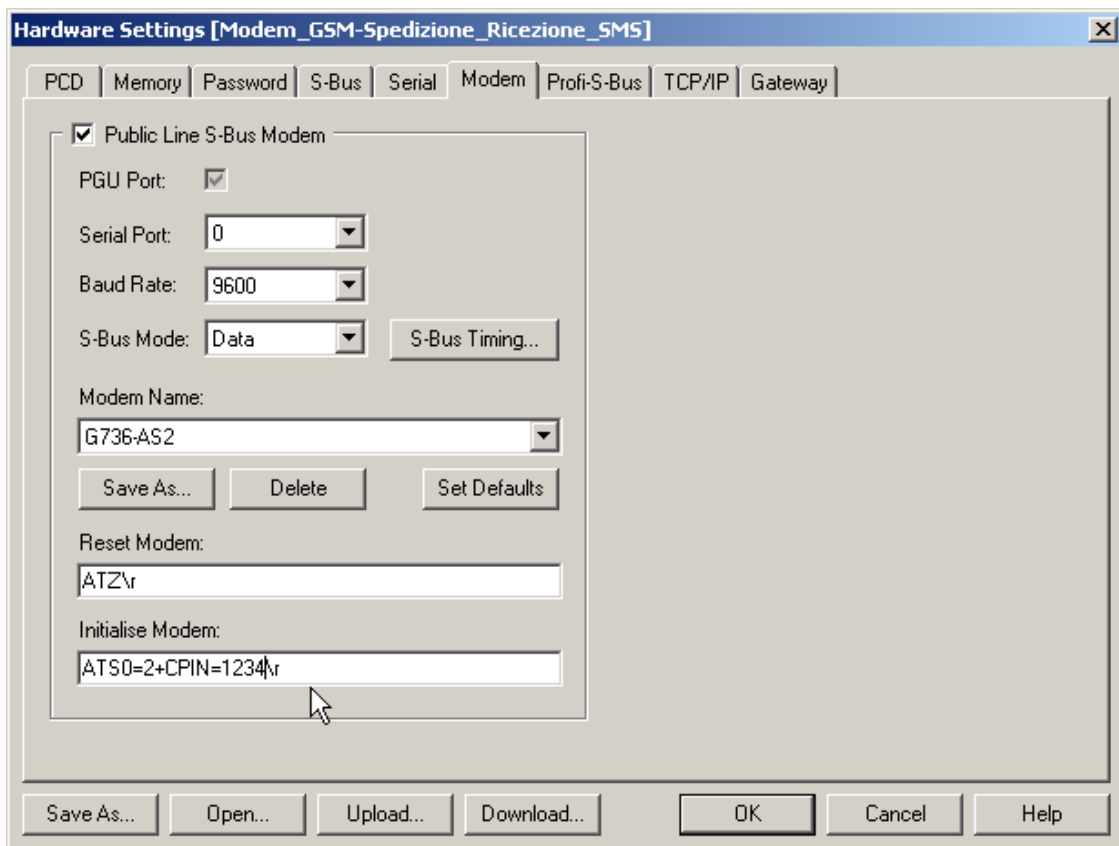 Hardware Settings [Modem_GSM-Spedizione_Ricezione_SMS]
PCD Memory Password S-Bus Serial Modem Profi-S-Bus TCP/IP Gateway
Public Line S-Bus Modem
PGU Port:
Serial Port: 0
Baud Rate: 9600
S-Bus Mode: Data S-Bus Timing...
Modem Name:
G736-AS2
Save As... Delete Set Defaults
Reset Modem:
ATZ\r
Initialise Modem:
ATS0=2+CPIN=1234\r
Save As... Open... Upload... Download... OK Cancel Help